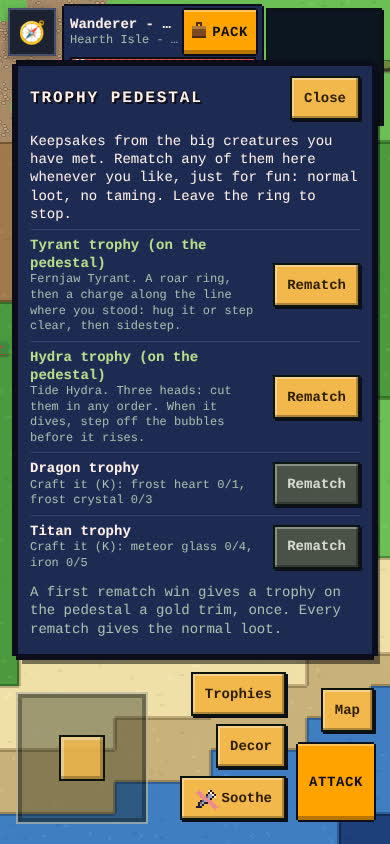 Wanderer - …
Hearth Isle - …
PACK
TROPHY PEDESTAL
Close
Keepsakes from the big creatures you
have met. Rematch any of them here
whenever you like, just for fun: normal
loot, no taming. Leave the ring to
stop.
Tyrant trophy (on the
pedestal)
Fernjaw Tyrant. A roar ring,
then a charge along the line
where you stood: hug it or step
clear, then sidestep.
Rematch
Hydra trophy (on the
pedestal)
Tide Hydra. Three heads: cut
them in any order. When it
dives, step off the bubbles
before it rises.
Rematch
Dragon trophy
Craft it (K): frost heart 0/1,
frost crystal 0/3
Rematch
Titan trophy
Craft it (K): meteor glass 0/4,
iron 0/5
Rematch
A first rematch win gives a trophy on
the pedestal a gold trim, once. Every
rematch gives the normal loot.
Trophies
Map
Decor
Soothe
ATTACK